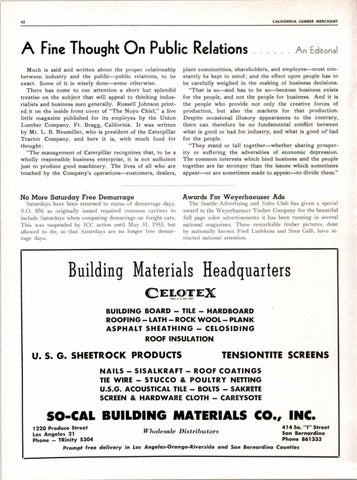 42
CALIFORNIA LUMBER MERCHANT
A Fine Thought On Public Relations . . . . . . An Editorial
Much is said and written about the proper relationship
between industry and the public—public relations, to be
exact. Some of it is wisely done—some otherwise.
There has come to our attention a short but splendid
treatise on the subject that will appeal to thinking indus-
rialists and business men generally. Russell Johnson print-
ed it on the inside front cover of "The Noyo Chief," a live
little magazine published for its employes by the Union
Lumber Company, Ft. Bragg, California. It was written
by Mr. L. B. Neumiller, who is president of the Caterpillar
Tractor Company, and here it is, with much food for
thought:
"The management of Caterpillar recognizes that, to be a
wholly responsible business enterprise, it is not sufficient
just to produce good machinery. The lives of all who are
touched by the Company's operations—customers, dealers,
plant communities, shareholders, and employes—must con-
stantly be kept in mind; and the effect upon people has to
be carefully weighed in the making of business decisions.
"That is so—and has to be so—because business exists
for the people, and not the people for business. And it is
the people who provide not only the creative forces of
production, but also the markets for that production.
Despite occasional illusory appearances to the contrary,
there can therefore be no fundamental conflict between
what is good or bad for industry, and what is good of bad
for the people.
"They stand or fall together—whether sharing prosper-
ity or suffering the adversities of economic depression.
The common interests which bind business and the people
together are far stronger than the issues which sometimes
appear—or are sometimes made to appear—to divide them."
No More Saturday Free Demurrage
Saturdays have been returned to status of demurrage days.
S.O. 856 as originally issued required common carriers to
include Saturdays when computing demurrage on freight cars.
This was suspended by ICC action until May 31, 1953, but
allowed to die, so that Saturdays are no longer free demur-
rage days.
Awards For Weyerhaeuser Ads
The Seattle Advertising and Sales Club has given a special
award to the Weyerhaeuser Timber Company for the beautiful
full page color advertisements it has been running in several
national magazines. These remarkable timber pictures, done
by nationally known Fred Ludekens and Stan Galli, have at-
tracted national attention.
Building Materials Headquarters
CELOTEX
BUILDING BOARD – TILE – HARDBOARD
ROOFING – LATH – ROCK WOOL – PLANK
ASPHALT SHEATHING – CELOSIDING
ROOF INSULATION
U. S. G. SHEETROCK PRODUCTS TENSIONTITE SCREENS
NAILS – SISALKRAFT – ROOF COATINGS
TIE WIRE – STUCCO & POULTRY NETTING
U.S.G. ACOUSTICAL TILE – BOLTS – SAKRETE
SCREEN & HARDWARE CLOTH – CAREYSOTE
SO-CAL BUILDING MATERIALS CO., INC.
1220 Produce Street
Los Angeles 21
Phone – TRinity 5304
Wholesale Distributors
414 So. "I" Street
San Bernardino
Phone 861333
Prompt free delivery in Los Angeles-Orange-Riverside and San Bernardino Counties